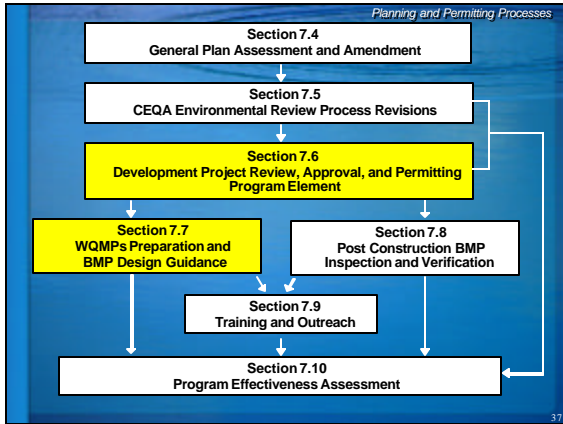 Planning and Permitting Processes
Section 7.4
General Plan Assessment and Amendment
Section 7.5
CEQA Environmental Review Process Revisions
Section 7.6
Development Project Review, Approval, and Permitting
Program Element
Section 7.7
WQMPs Preparation and
BMP Design Guidance
Section 7.8
Post Construction BMP
Inspection and Verification
Section 7.9
Training and Outreach
Section 7.10
Program Effectiveness Assessment
37